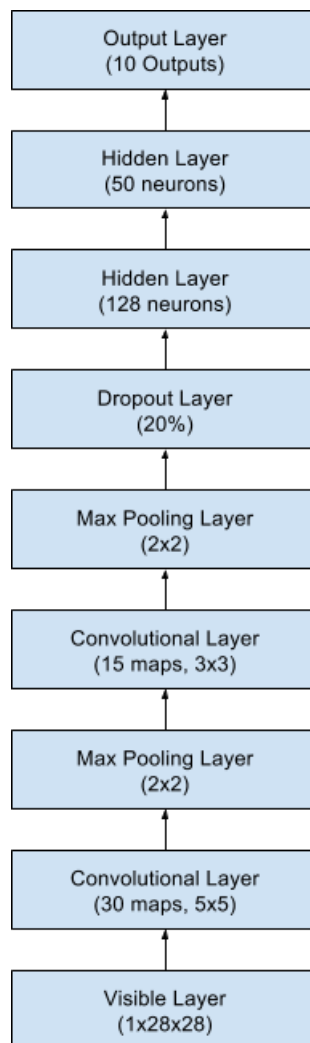 Output Layer
(10 Outputs)
Hidden Layer
(50 neurons)
Hidden Layer
(128 neurons)
Dropout Layer
(20%)
Max Pooling Layer
(2x2)
Convolutional Layer
(15 maps, 3x3)
Max Pooling Layer
(2x2)
Convolutional Layer
(30 maps, 5x5)
Visible Layer
(1x28x28)